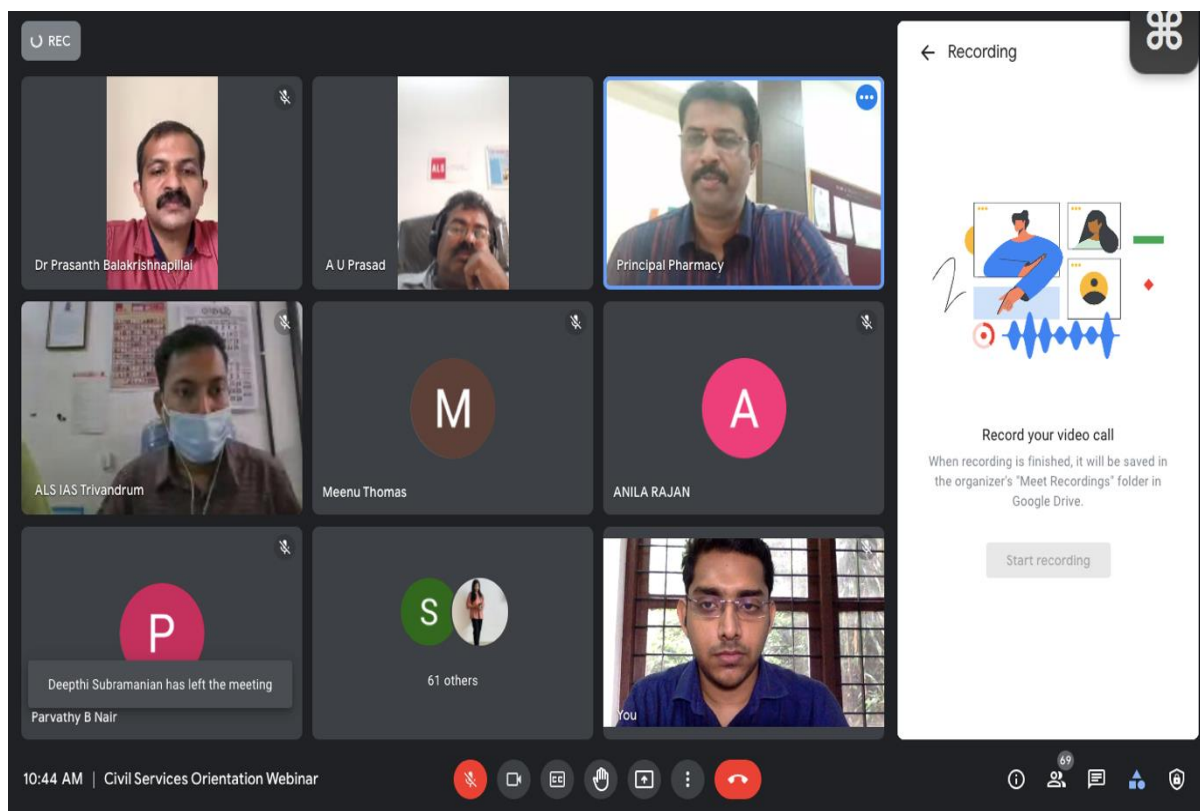 REC
Recording
Dr Prasanth Balakrishnapillai
ALS
A U Prasad
Principal Pharmacy
ALS IAS Trivandrum
M
Meenu Thomas
A
ANILA RAJAN
P
Deepthi Subramanian has left the meeting
Parvathy B Nair
S
61 others
You
Record your video call
When recording is finished, it will be saved in
the organizer's "Meet Recordings" folder in
Google Drive.
Start recording
10:44 AM | Civil Services Orientation Webinar
CC
69